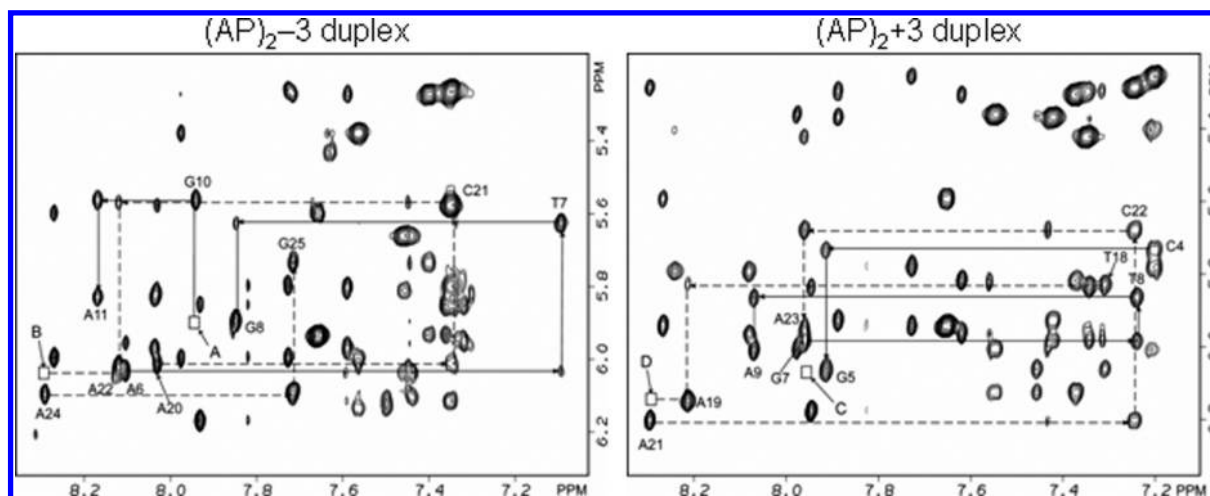 (AP)₂–3 duplex
(AP)₂+3 duplex
PPM
5.4
5.6
5.8
6.0
6.2
G10
C21
T7
G25
A11
G8
B
A
A22
A6
A20
A24
8.2 8.0 7.8 7.6 7.4 7.2 PPM
C22
C4
T18
T8
A23
A9
G7
G5
D
C
A19
A21
8.2 8.0 7.8 7.6 7.4 7.2 PPM